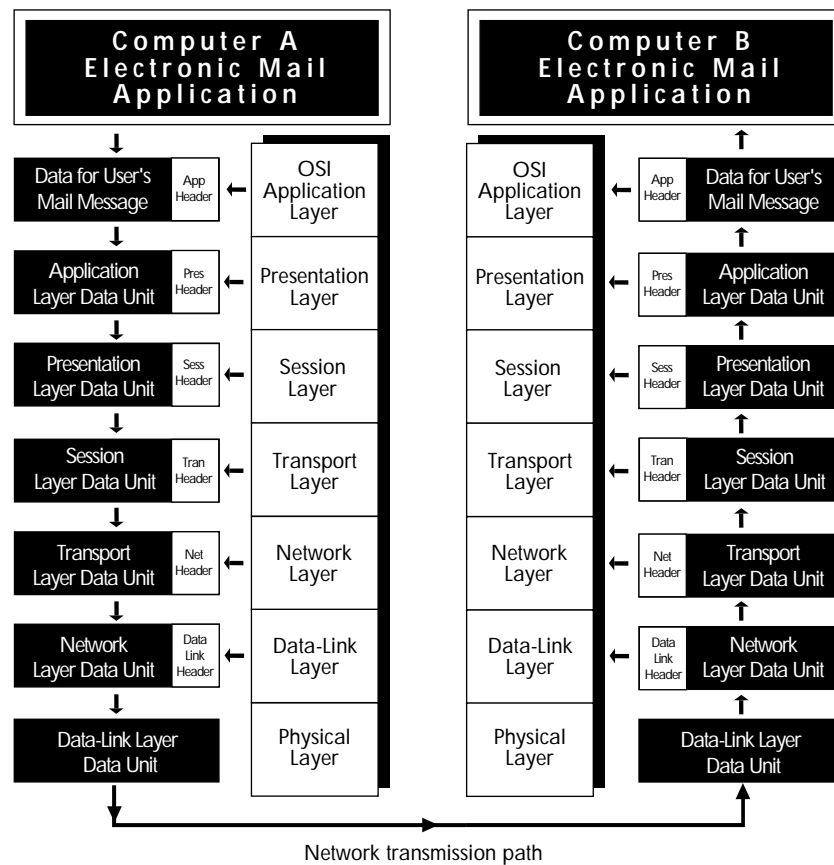 Computer A
Electronic Mail
Application
Data for User's
Mail Message
App
Header
OSI
Application
Layer
Application
Layer Data Unit
Pres
Header
Presentation
Layer
Presentation
Layer Data Unit
Sess
Header
Session
Layer
Session
Layer Data Unit
Tran
Header
Transport
Layer
Transport
Layer Data Unit
Net
Header
Network
Layer
Network
Layer Data Unit
Data
Link
Header
Data-Link
Layer
Data-Link Layer
Data Unit
Physical
Layer
Computer B
Electronic Mail
Application
OSI
Application
Layer
App
Header
Data for User's
Mail Message
Presentation
Layer
Pres
Header
Application
Layer Data Unit
Session
Layer
Sess
Header
Presentation
Layer Data Unit
Transport
Layer
Tran
Header
Session
Layer Data Unit
Network
Layer
Net
Header
Transport
Layer Data Unit
Data-Link
Layer
Data
Link
Header
Network
Layer Data Unit
Physical
Layer
Data-Link Layer
Data Unit
Network transmission path